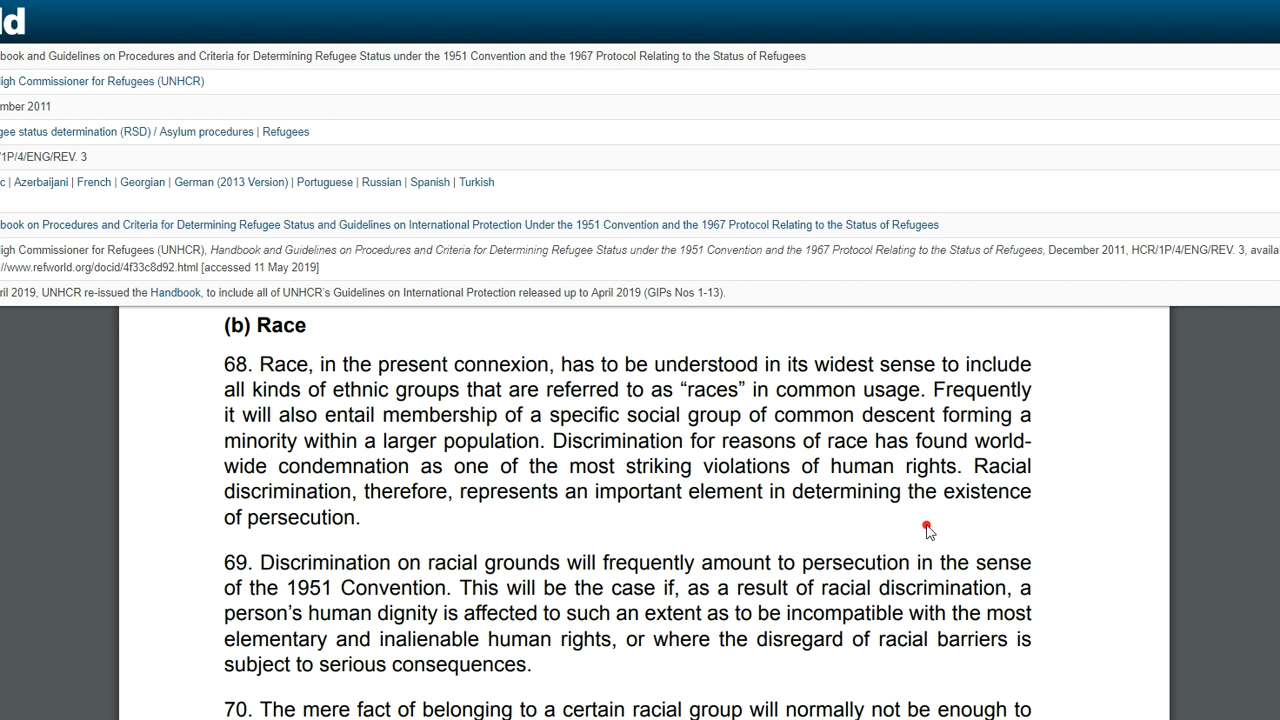 ld
book and Guidelines on Procedures and Criteria for Determining Refugee Status under the 1951 Convention and the 1967 Protocol Relating to the Status of Refugees
igh Commissioner for Refugees (UNHCR)
mber 2011
gee status determination (RSD) / Asylum procedures | Refugees
/1P/4/ENG/REV. 3
c | Azerbaijani | French | Georgian | German (2013 Version) | Portuguese | Russian | Spanish | Turkish
book on Procedures and Criteria for Determining Refugee Status and Guidelines on International Protection Under the 1951 Convention and the 1967 Protocol Relating to the Status of Refugees
igh Commissioner for Refugees (UNHCR), Handbook and Guidelines on Procedures and Criteria for Determining Refugee Status under the 1951 Convention and the 1967 Protocol Relating to the Status of Refugees, December 2011, HCR/1P/4/ENG/REV. 3, availa
//www.refworld.org/docid/4f33c8d92.html [accessed 11 May 2019]
ril 2019, UNHCR re-issued the Handbook, to include all of UNHCR's Guidelines on International Protection released up to April 2019 (GIPs Nos 1-13).
(b) Race
68. Race, in the present connexion, has to be understood in its widest sense to include
all kinds of ethnic groups that are referred to as “races” in common usage. Frequently
it will also entail membership of a specific social group of common descent forming a
minority within a larger population. Discrimination for reasons of race has found world-
wide condemnation as one of the most striking violations of human rights. Racial
discrimination, therefore, represents an important element in determining the existence
of persecution.
69. Discrimination on racial grounds will frequently amount to persecution in the sense
of the 1951 Convention. This will be the case if, as a result of racial discrimination, a
person’s human dignity is affected to such an extent as to be incompatible with the most
elementary and inalienable human rights, or where the disregard of racial barriers is
subject to serious consequences.
70. The mere fact of belonging to a certain racial group will normally not be enough to